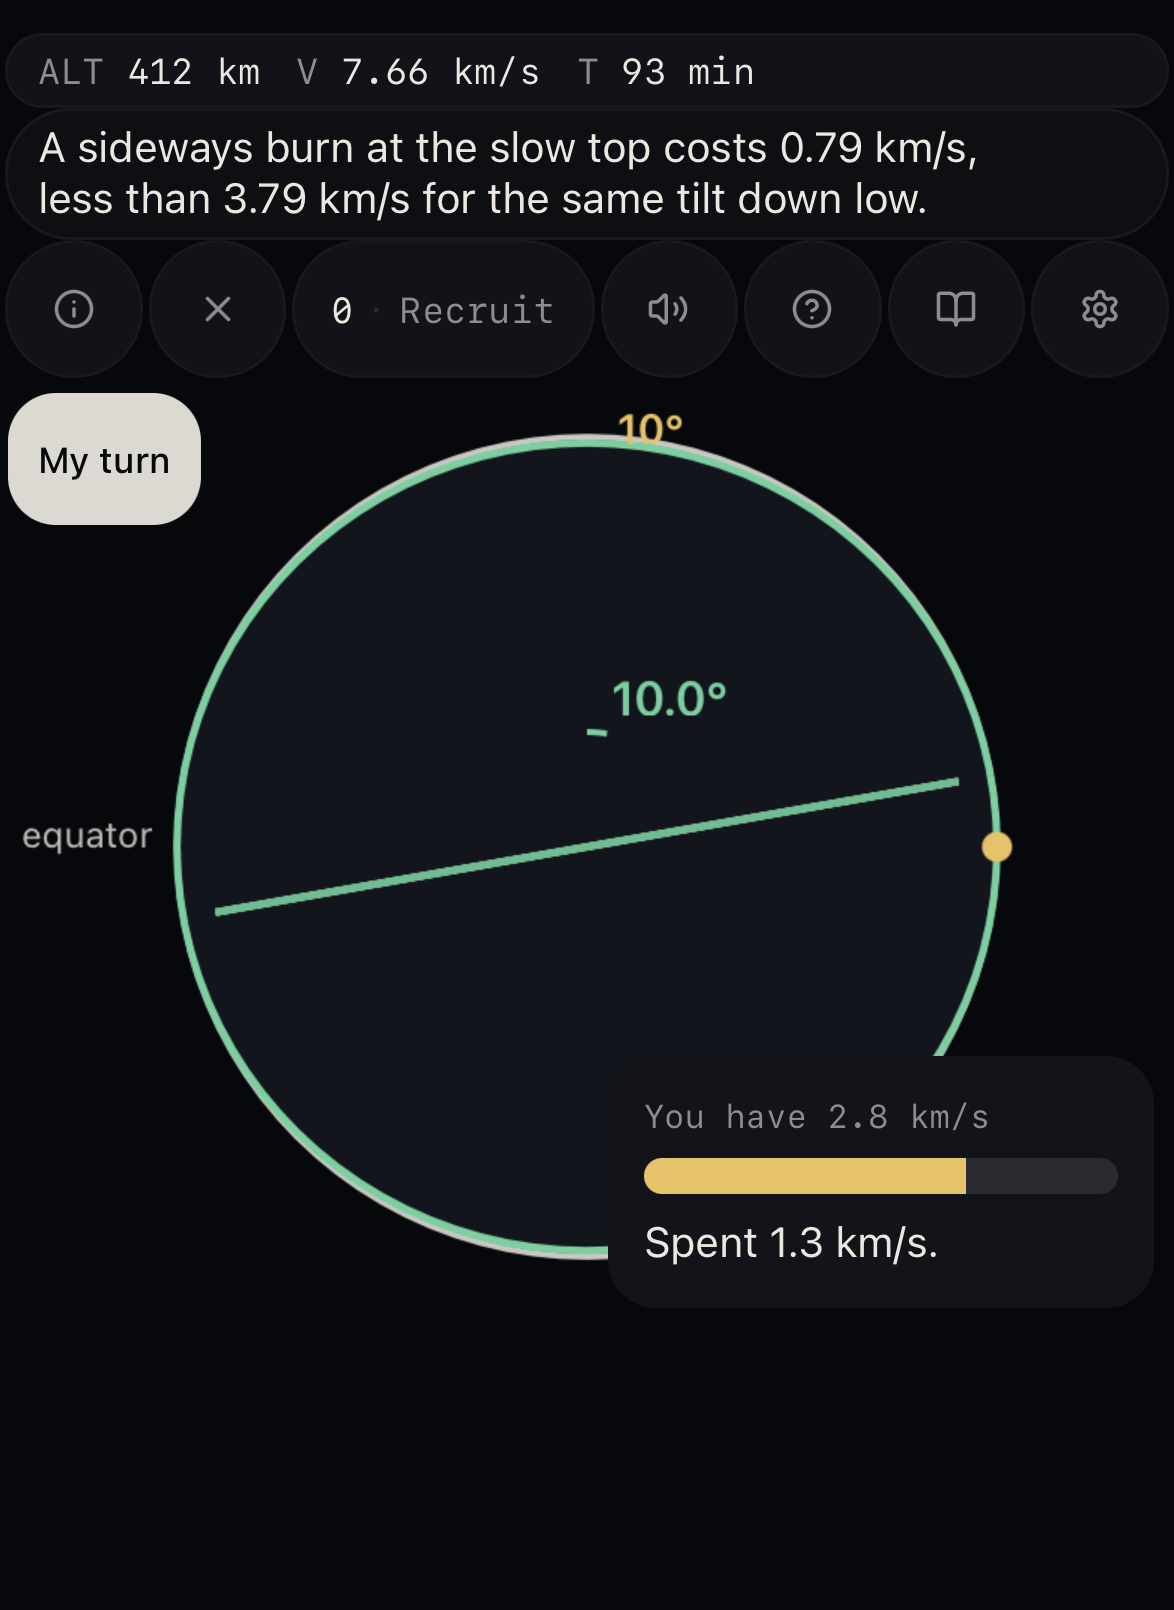 ALT 412 km V 7.66 km/s T 93 min
A sideways burn at the slow top costs 0.79 km/s,
less than 3.79 km/s for the same tilt down low.
0 · Recruit
My turn
10°
10.0°
equator
You have 2.8 km/s
Spent 1.3 km/s.